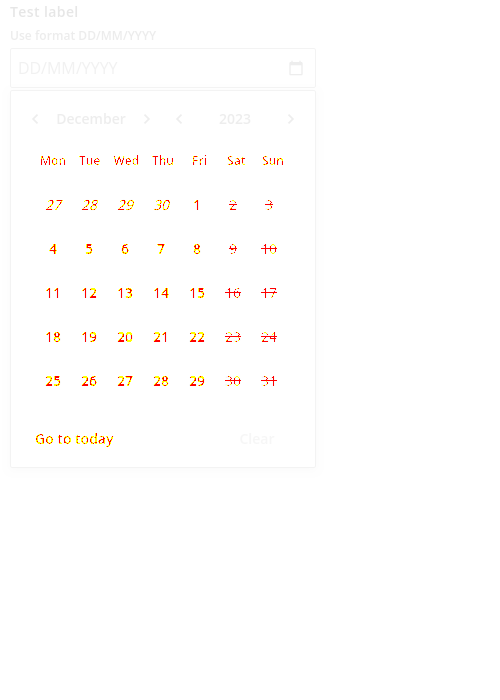 Test label
Use format DD/MM/YYYY
DD/MM/YYYY
December 2023
Mon Tue Wed Thu Fri Sat Sun
27 28 29 30 1 2 3
4 5 6 7 8 9 10
11 12 13 14 15 16 17
18 19 20 21 22 23 24
25 26 27 28 29 30 31
Go to today Clear